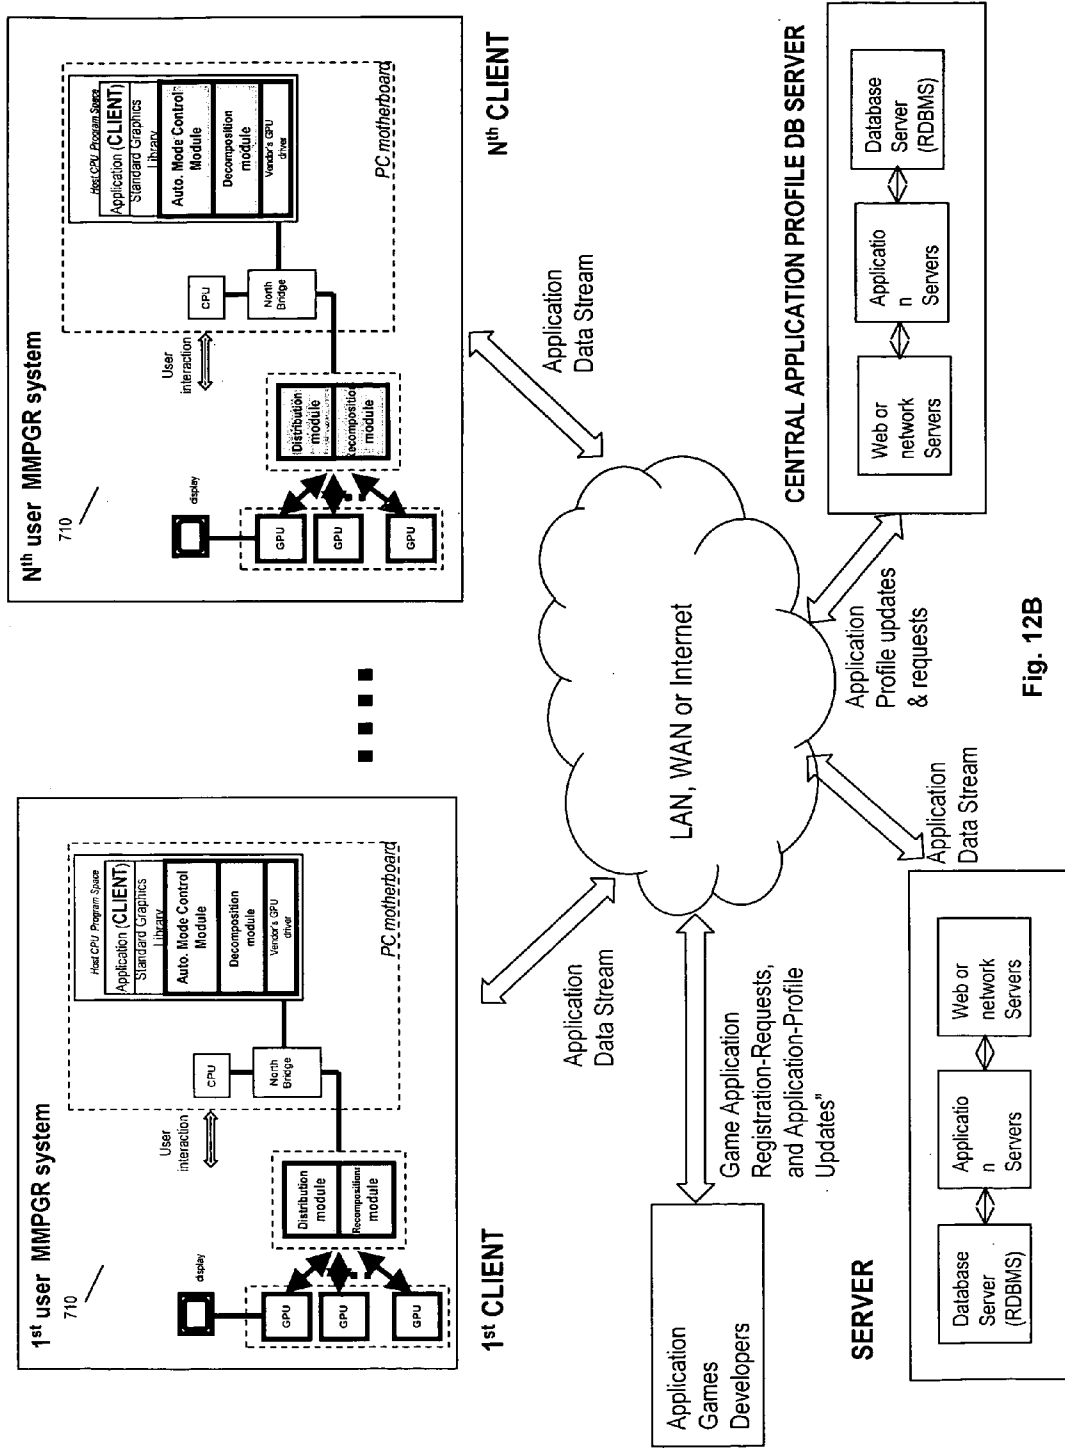 1st user MMPGR system
710
display
GPU
GPU
GPU
Distribution
module
Recomposition
module
User
interaction
CPU
North
Bridge
Host CPU Program Space
Application (CLIENT)
Standard Graphics
Library
Auto. Mode Control
Module
Decomposition
module
Vendor's GPU
driver
PC motherboard
1st CLIENT
Nth user MMPGR system
710
display
GPU
GPU
GPU
Distribution
module
Recomposition
module
User
interaction
CPU
North
Bridge
Host CPU Program Space
Application (CLIENT)
Standard Graphics
Library
Auto. Mode Control
Module
Decomposition
module
Vendor's GPU
driver
PC motherboard
Nth CLIENT
Application
Data Stream
Application
Data Stream
LAN, WAN or Internet
Application
Games
Developers
Game Application
Registration-Requests,
and Application-Profile
Updates"
Application
Data Stream
Application
Profile updates
& requests
SERVER
Database
Server
(RDBMS)
Applicatio
n
Servers
Web or
network
Servers
CENTRAL APPLICATION PROFILE DB SERVER
Web or
network
Servers
Applicatio
n
Servers
Database
Server
(RDBMS)
Fig. 12B